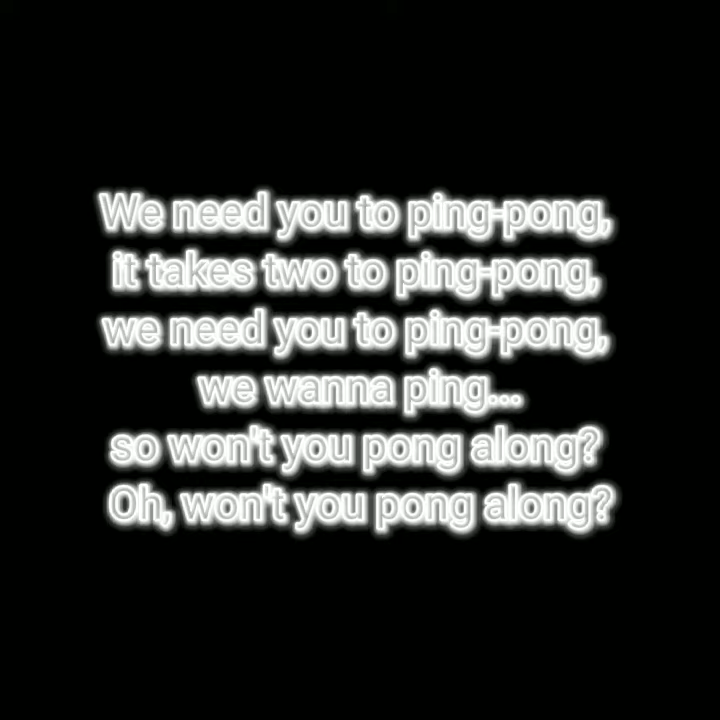 We need you to ping-pong,
it takes two to ping-pong,
we need you to ping-pong,
we wanna ping...
so won't you pong along?
Oh, won't you pong along?